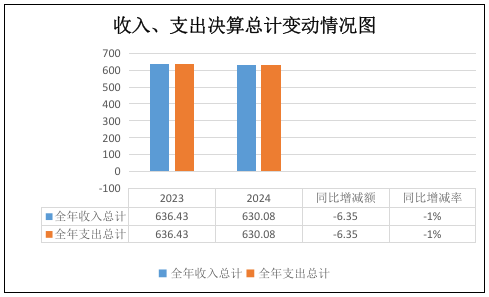 收入、支出决算总计变动情况图
700
600
500
400
300
200
100
0
-100
2023 2024 同比增减额 同比增减率
全年收入总计 636.43 630.08 -6.35 -1%
全年支出总计 636.43 630.08 -6.35 -1%
全年收入总计 全年支出总计